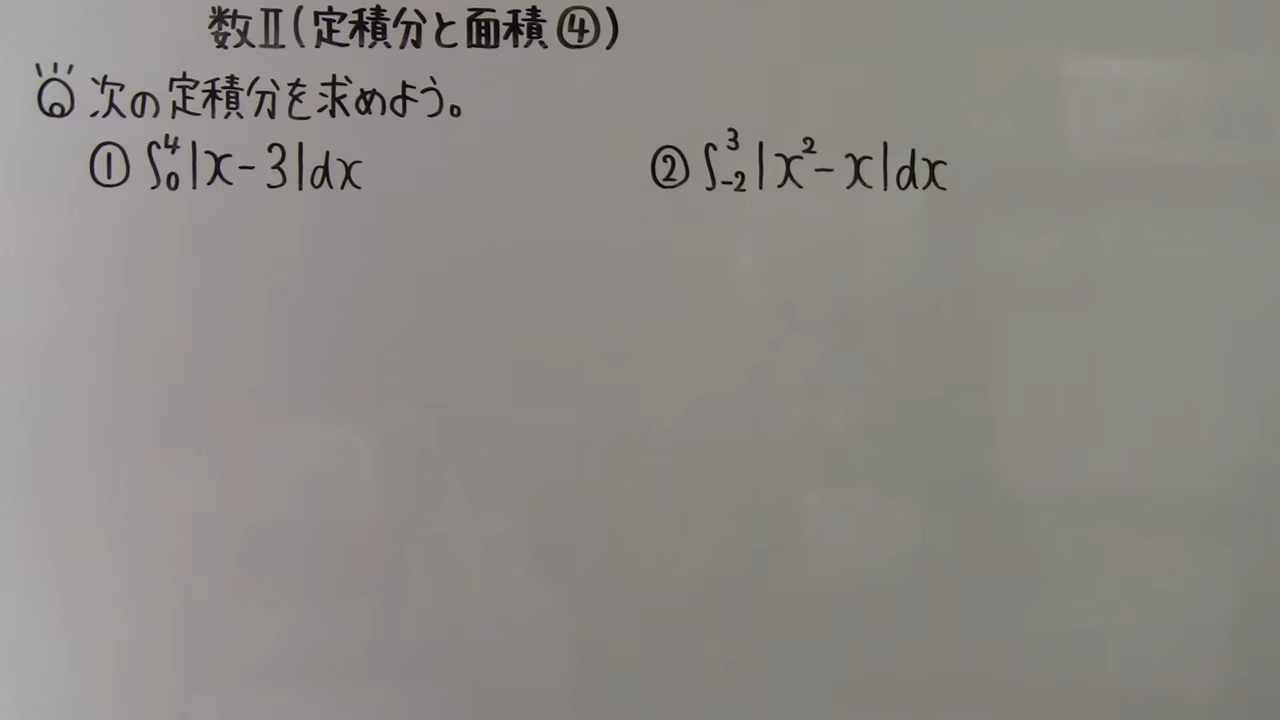 数Ⅱ(定積分と面積④)
次の定積分を求めよう。
① ∫₀⁴|x-3|dx ② ∫₋₂³|x²-x|dx